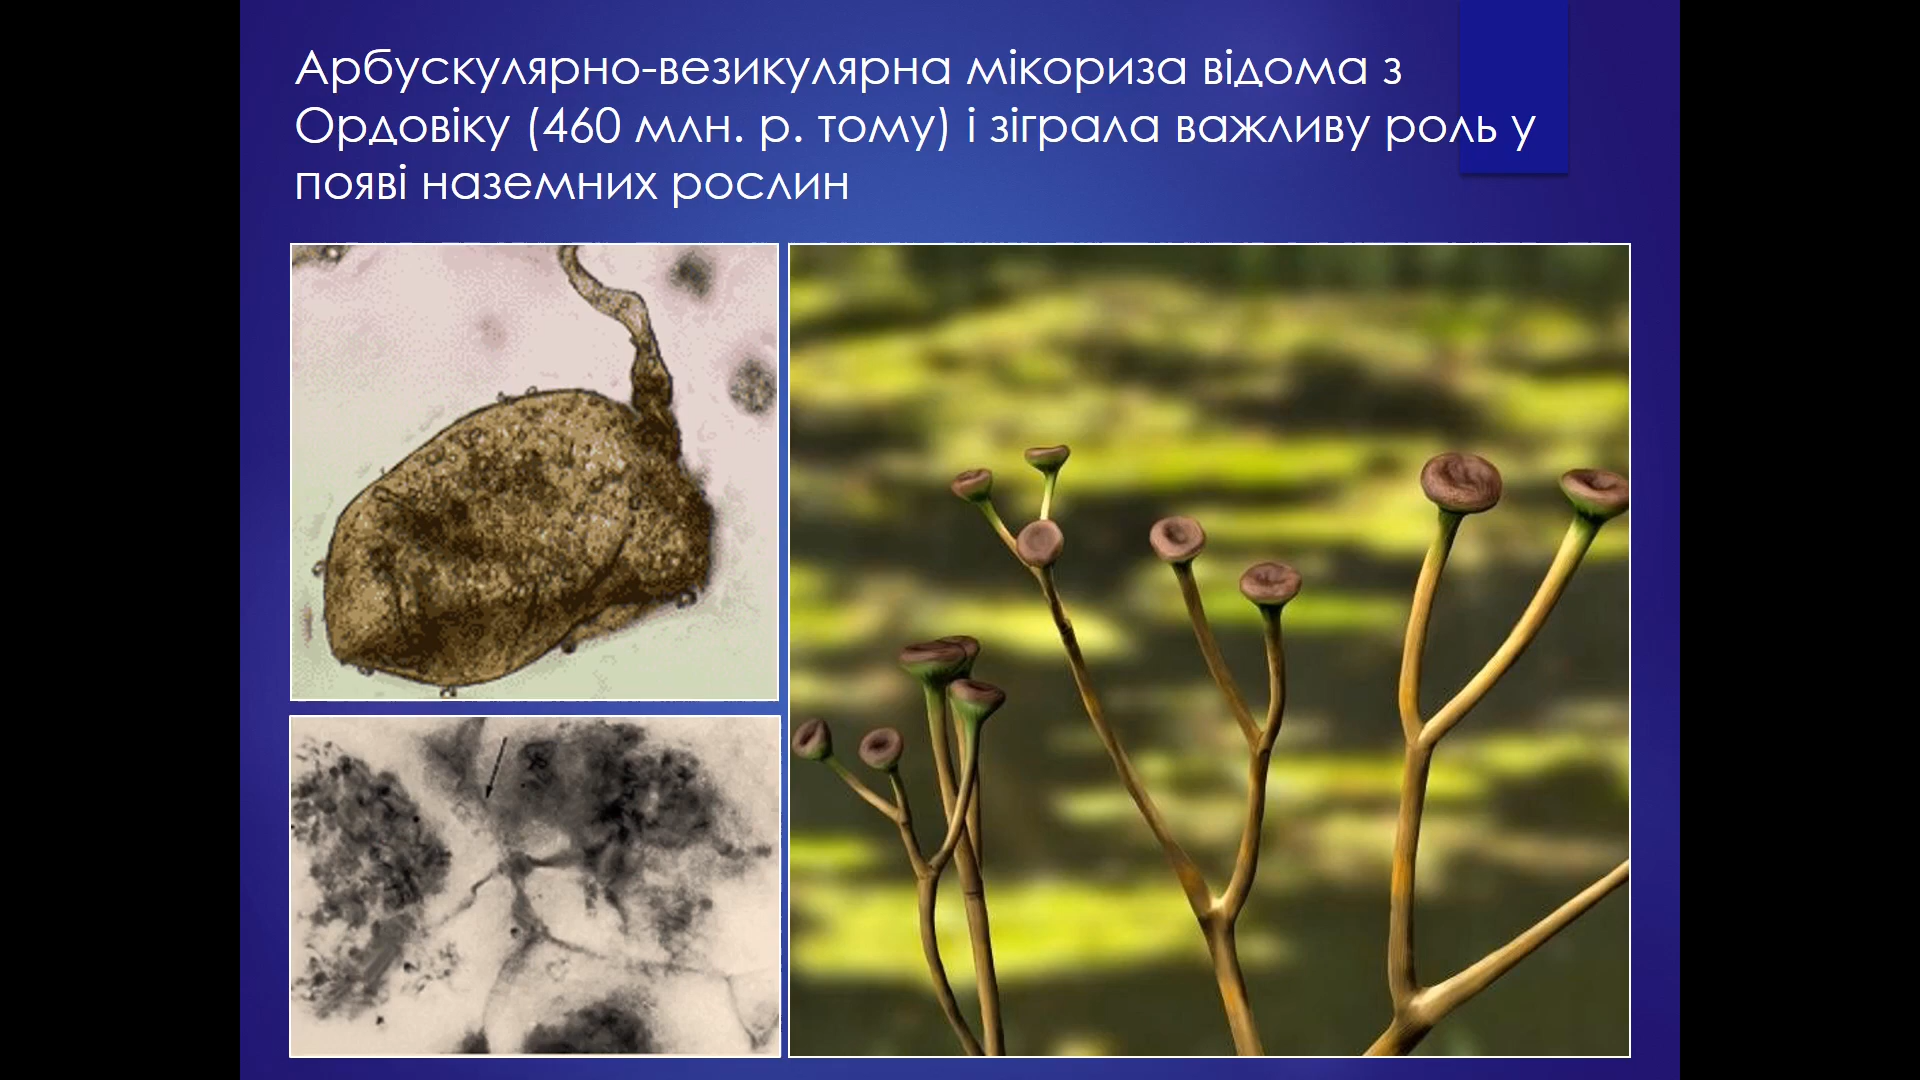 Арбускулярно-везикулярна мікориза відома з
Ордовіку (460 млн. р. тому) і зіграла важливу роль у
появі наземних рослин